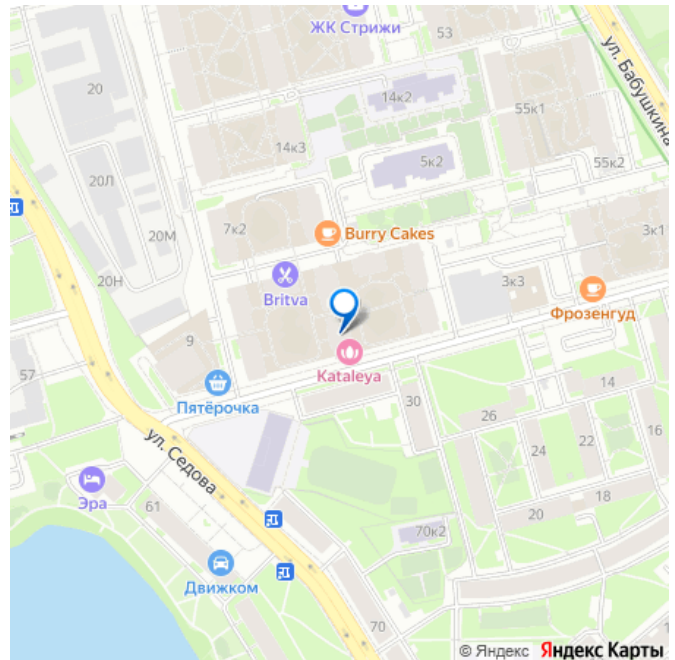 ЖК Стрижи
53
ул. Бабушкина
20
14к2
55к1
14к3
5к2
55к2
20Л
7к2
Burry Cakes
3к1
20М
20Н
Britva
3к3
Фрозенгуд
9
Kataleya
57
Пятёрочка
14
30
26
16
22
24
ул. Седова
Эра
61
18
20
70к2
Движком
70
© Яндекс Яндекс Карты